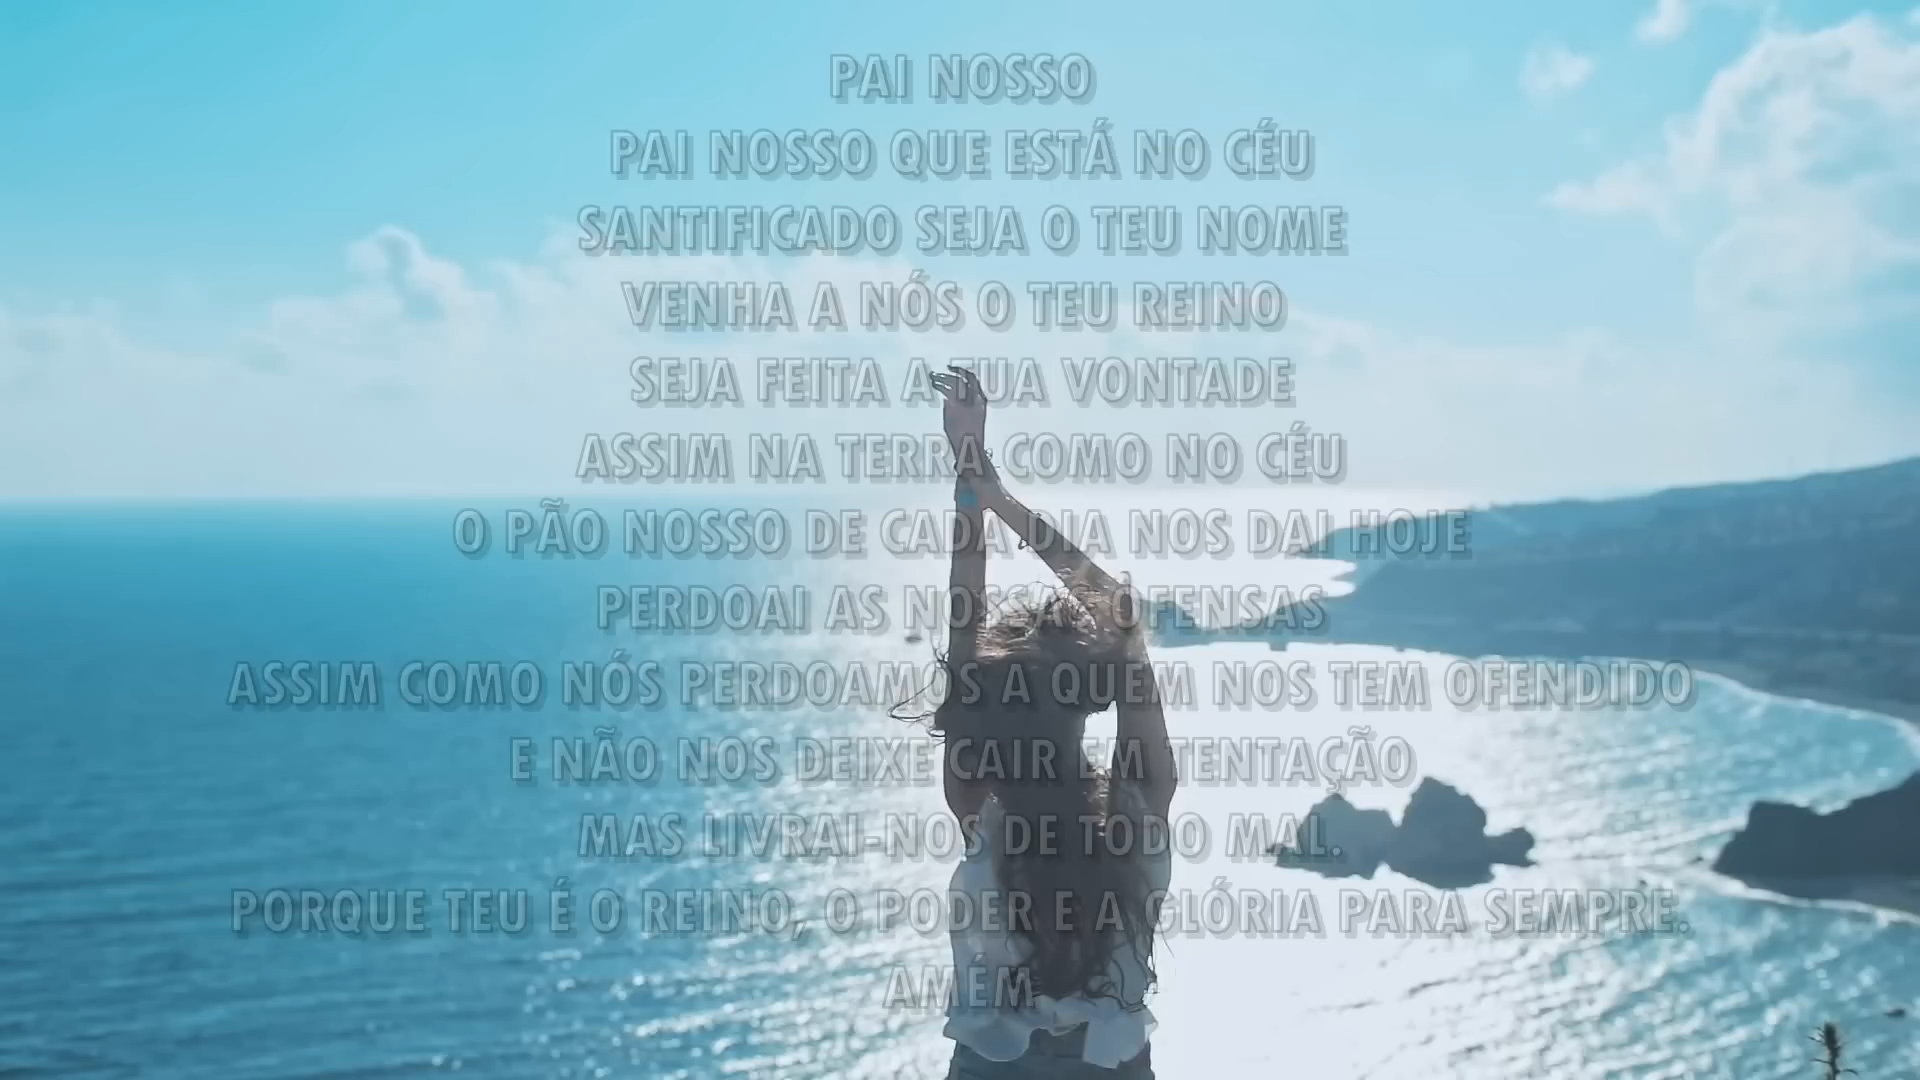 PAI NOSSO
PAI NOSSO QUE ESTÁ NO CÉU
SANTIFICADO SEJA O TEU NOME
VENHA A NÓS O TEU REINO
SEJA FEITA A TUA VONTADE
ASSIM NA TERRA COMO NO CÉU
O PÃO NOSSO DE CADA DIA NOS DAI HOJE
PERDOAI AS NOSSAS OFENSAS
ASSIM COMO NÓS PERDOAMOS A QUEM NOS TEM OFENDIDO
E NÃO NOS DEIXE CAIR EM TENTAÇÃO
MAS LIVRAI-NOS DE TODO MAL.
PORQUE TEU É O REINO, O PODER E A GLÓRIA PARA SEMPRE.
AMÉM